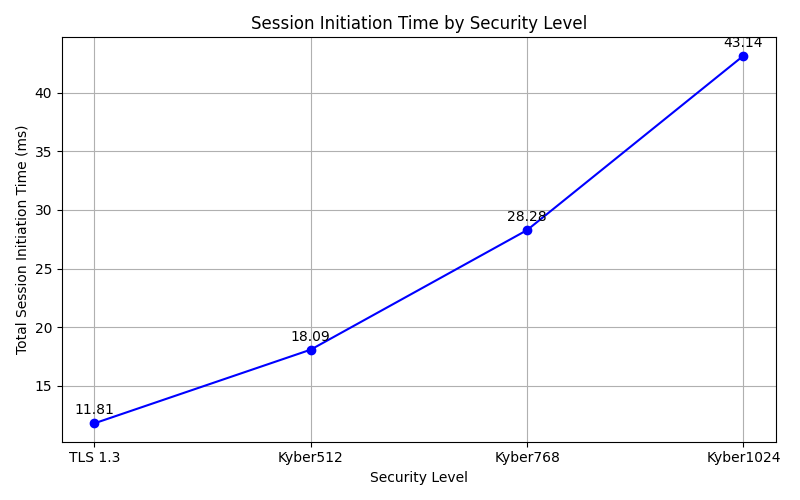 Session Initiation Time by Security Level
43.14
40
35
30
28.28
25
20
18.09
15
11.81
Total Session Initiation Time (ms)
TLS 1.3
Kyber512
Kyber768
Kyber1024
Security Level